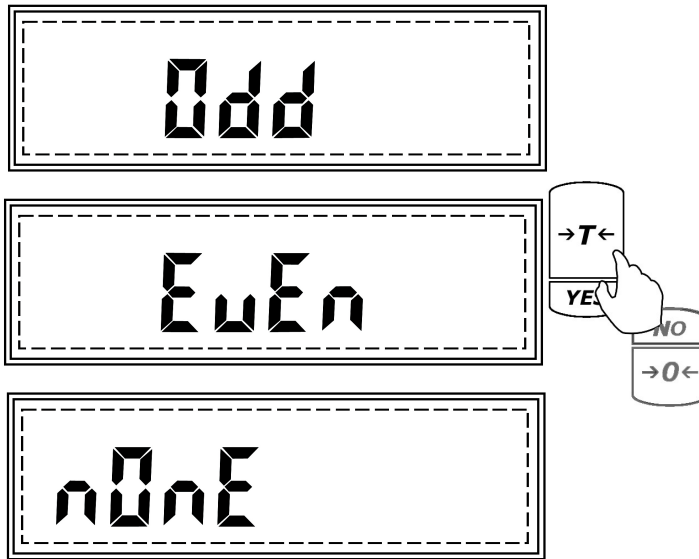 Odd
EvEn
→T←
YES
NO
→0←
nOnE